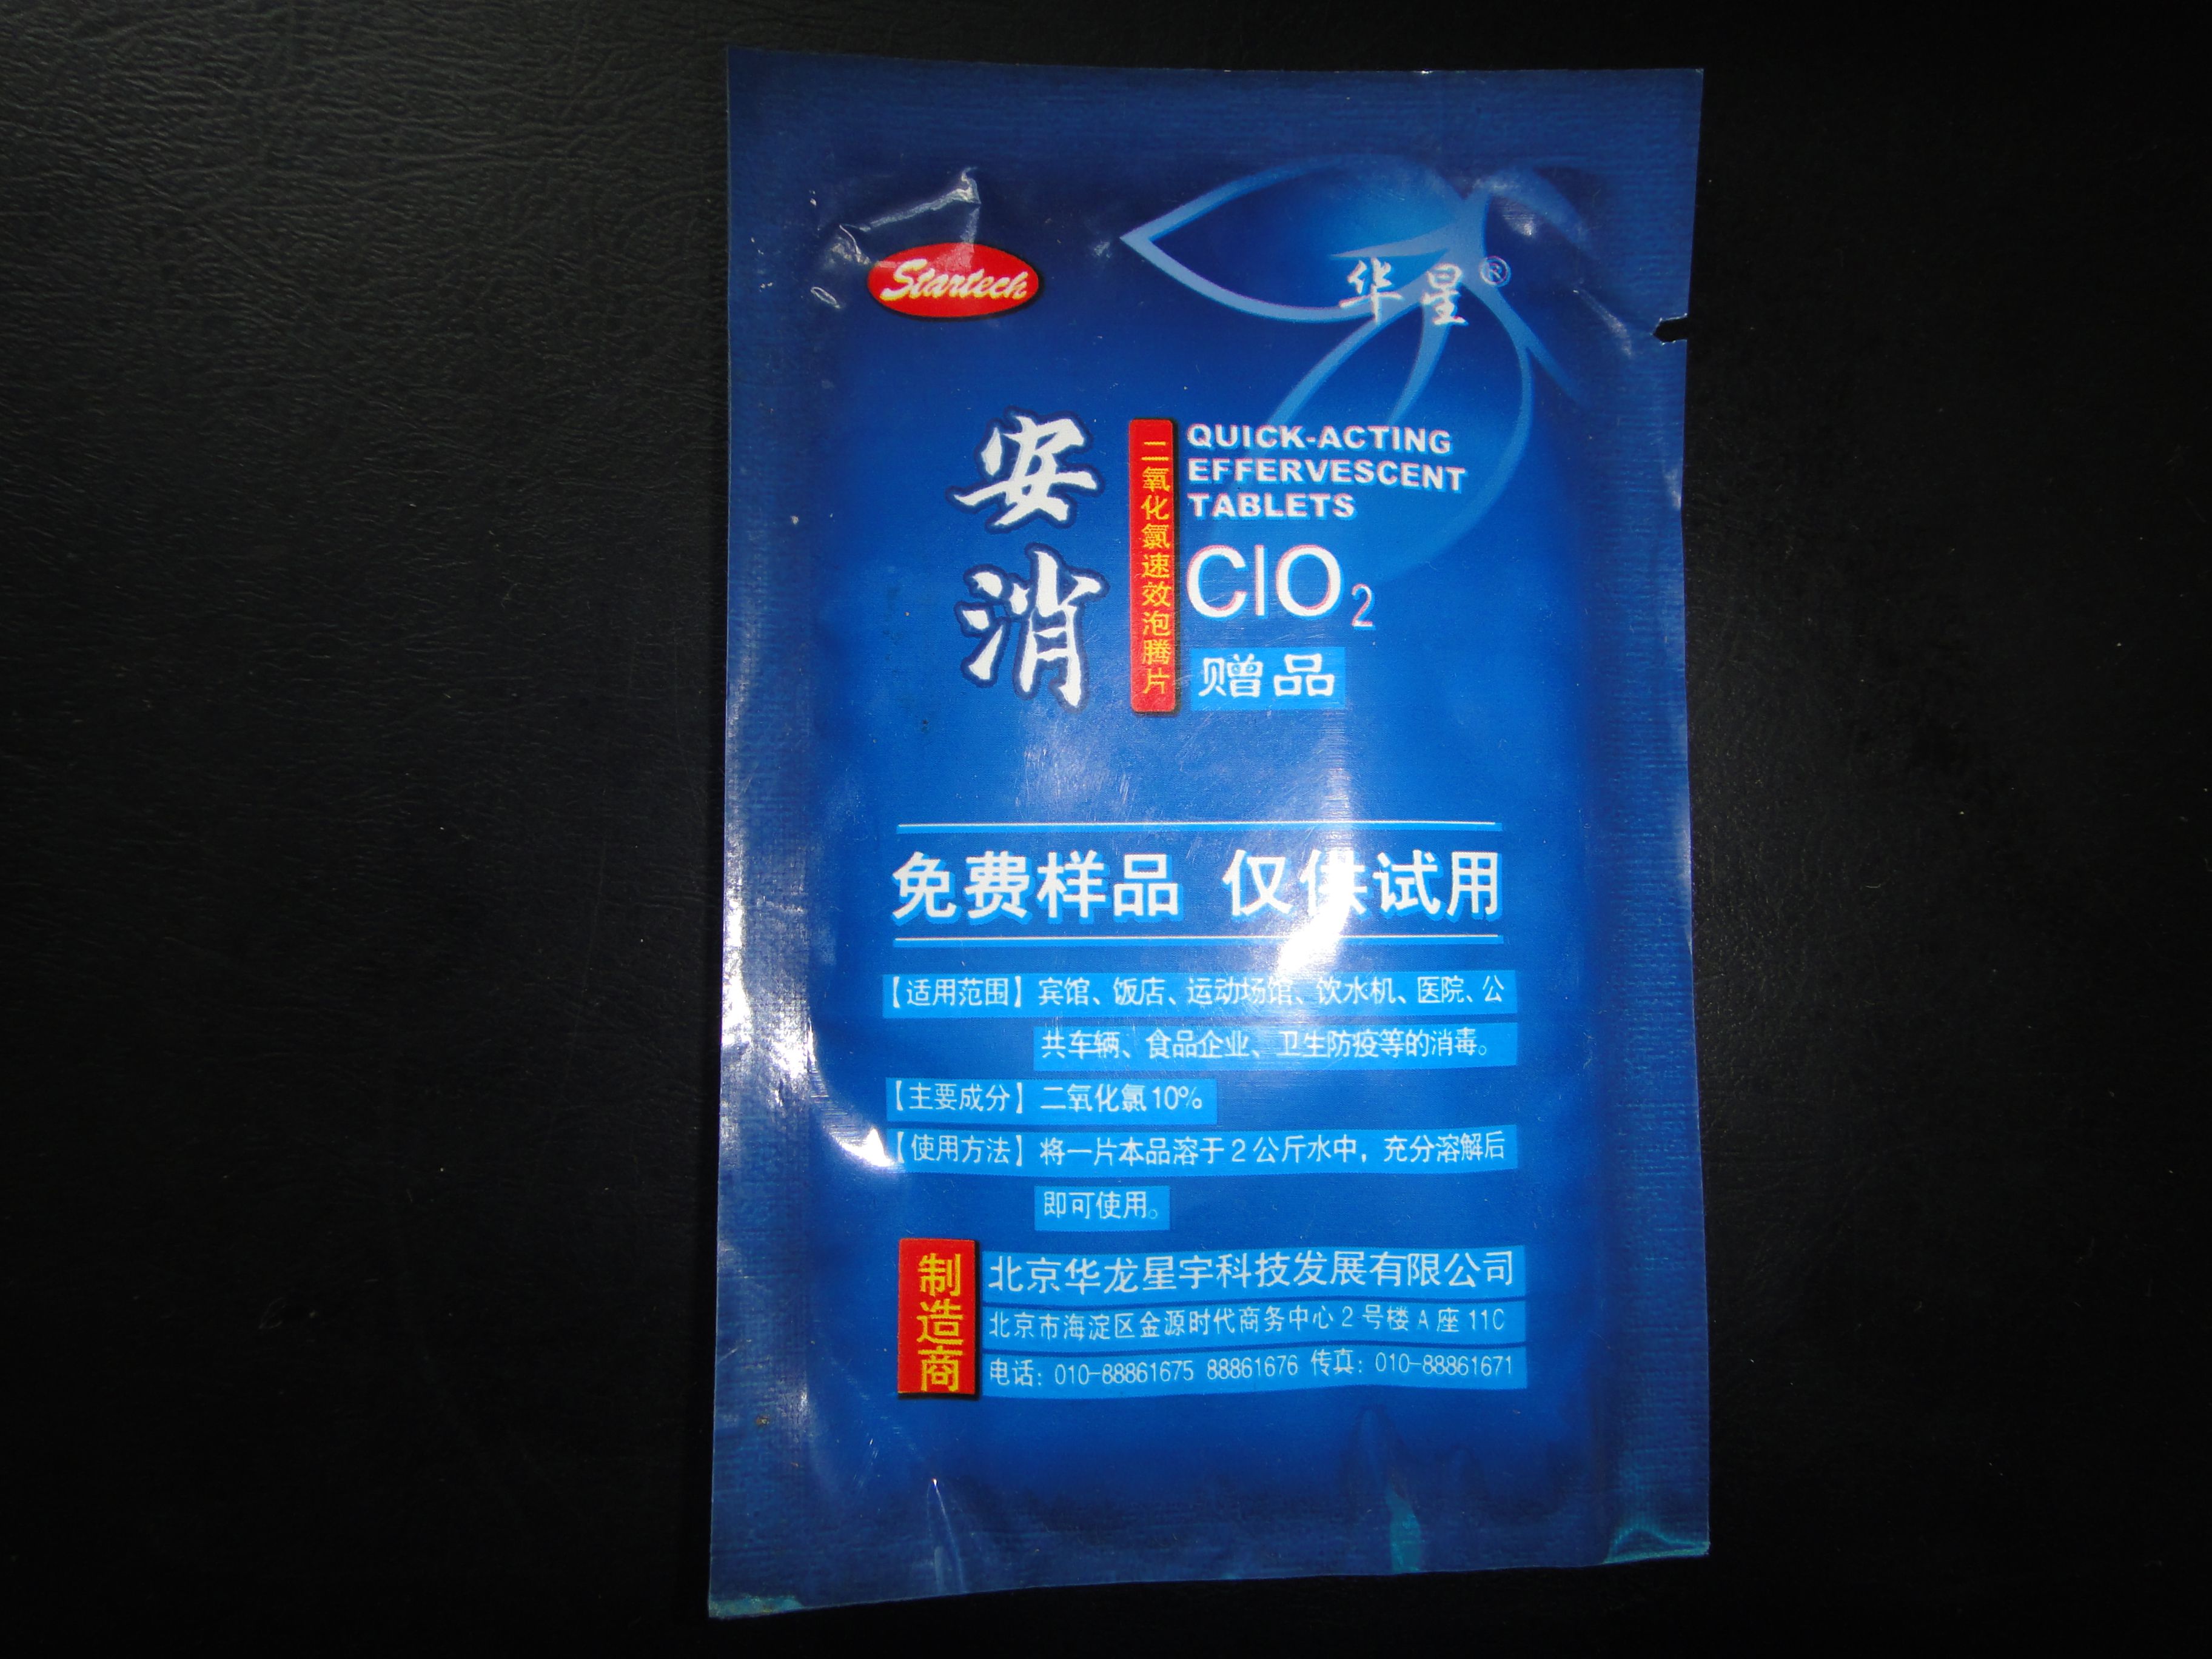 Startech
华星®
安消
二氧化氯速效泡腾片
QUICK-ACTING
EFFERVESCENT
TABLETS
ClO₂
赠品
免费样品 仅供试用
【适用范围】宾馆、饭店、运动场馆、饮水机、医院、公
共车辆、食品企业、卫生防疫等的消毒。
【主要成分】二氧化氯10%
【使用方法】将一片本品溶于2公斤水中，充分溶解后
即可使用。
制造商
北京华龙星宇科技发展有限公司
北京市海淀区金源时代商务中心2号楼A座11C
电话：010-88861675 88861676 传真：010-88861671